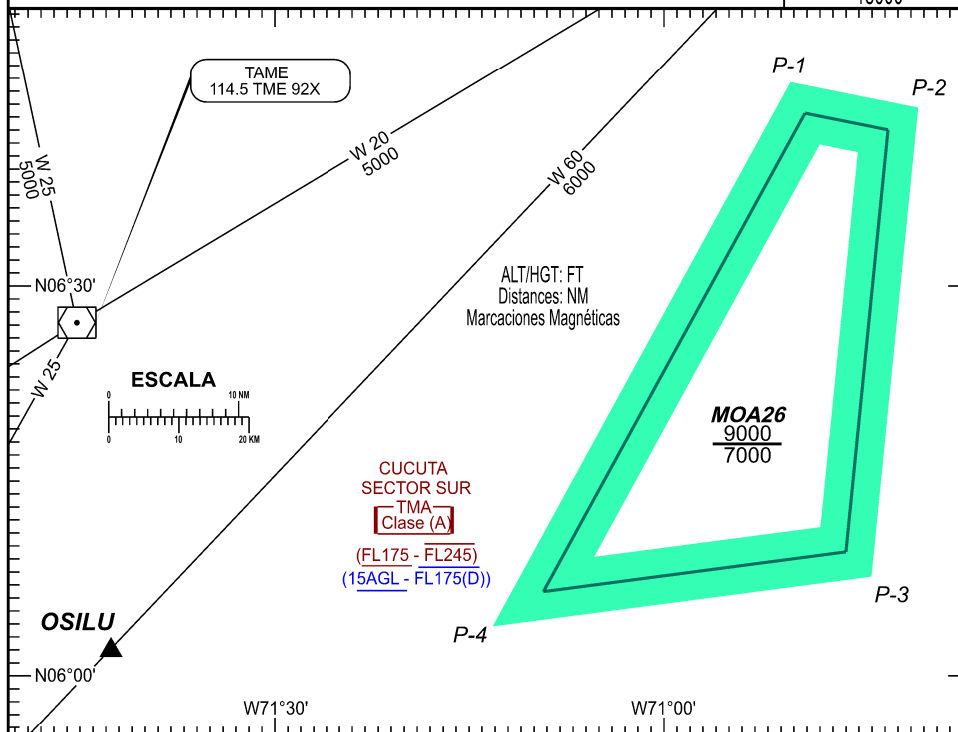 P-1
TAME
114.5 TME 92X
P-2
W 20
5000
W 25
5000
W 60
6000
N06°30'
ALT/HGT: FT
Distances: NM
Marcaciones Magnéticas
W 25
ESCALA
0 10 NM
0 10 20 KM
MOA26
9000
7000
CUCUTA
SECTOR SUR
TMA
Clase (A)
(FL175 - FL245)
(15AGL - FL175(D))
P-3
OSILU
P-4
N06°00'
W71°30'
W71°00'